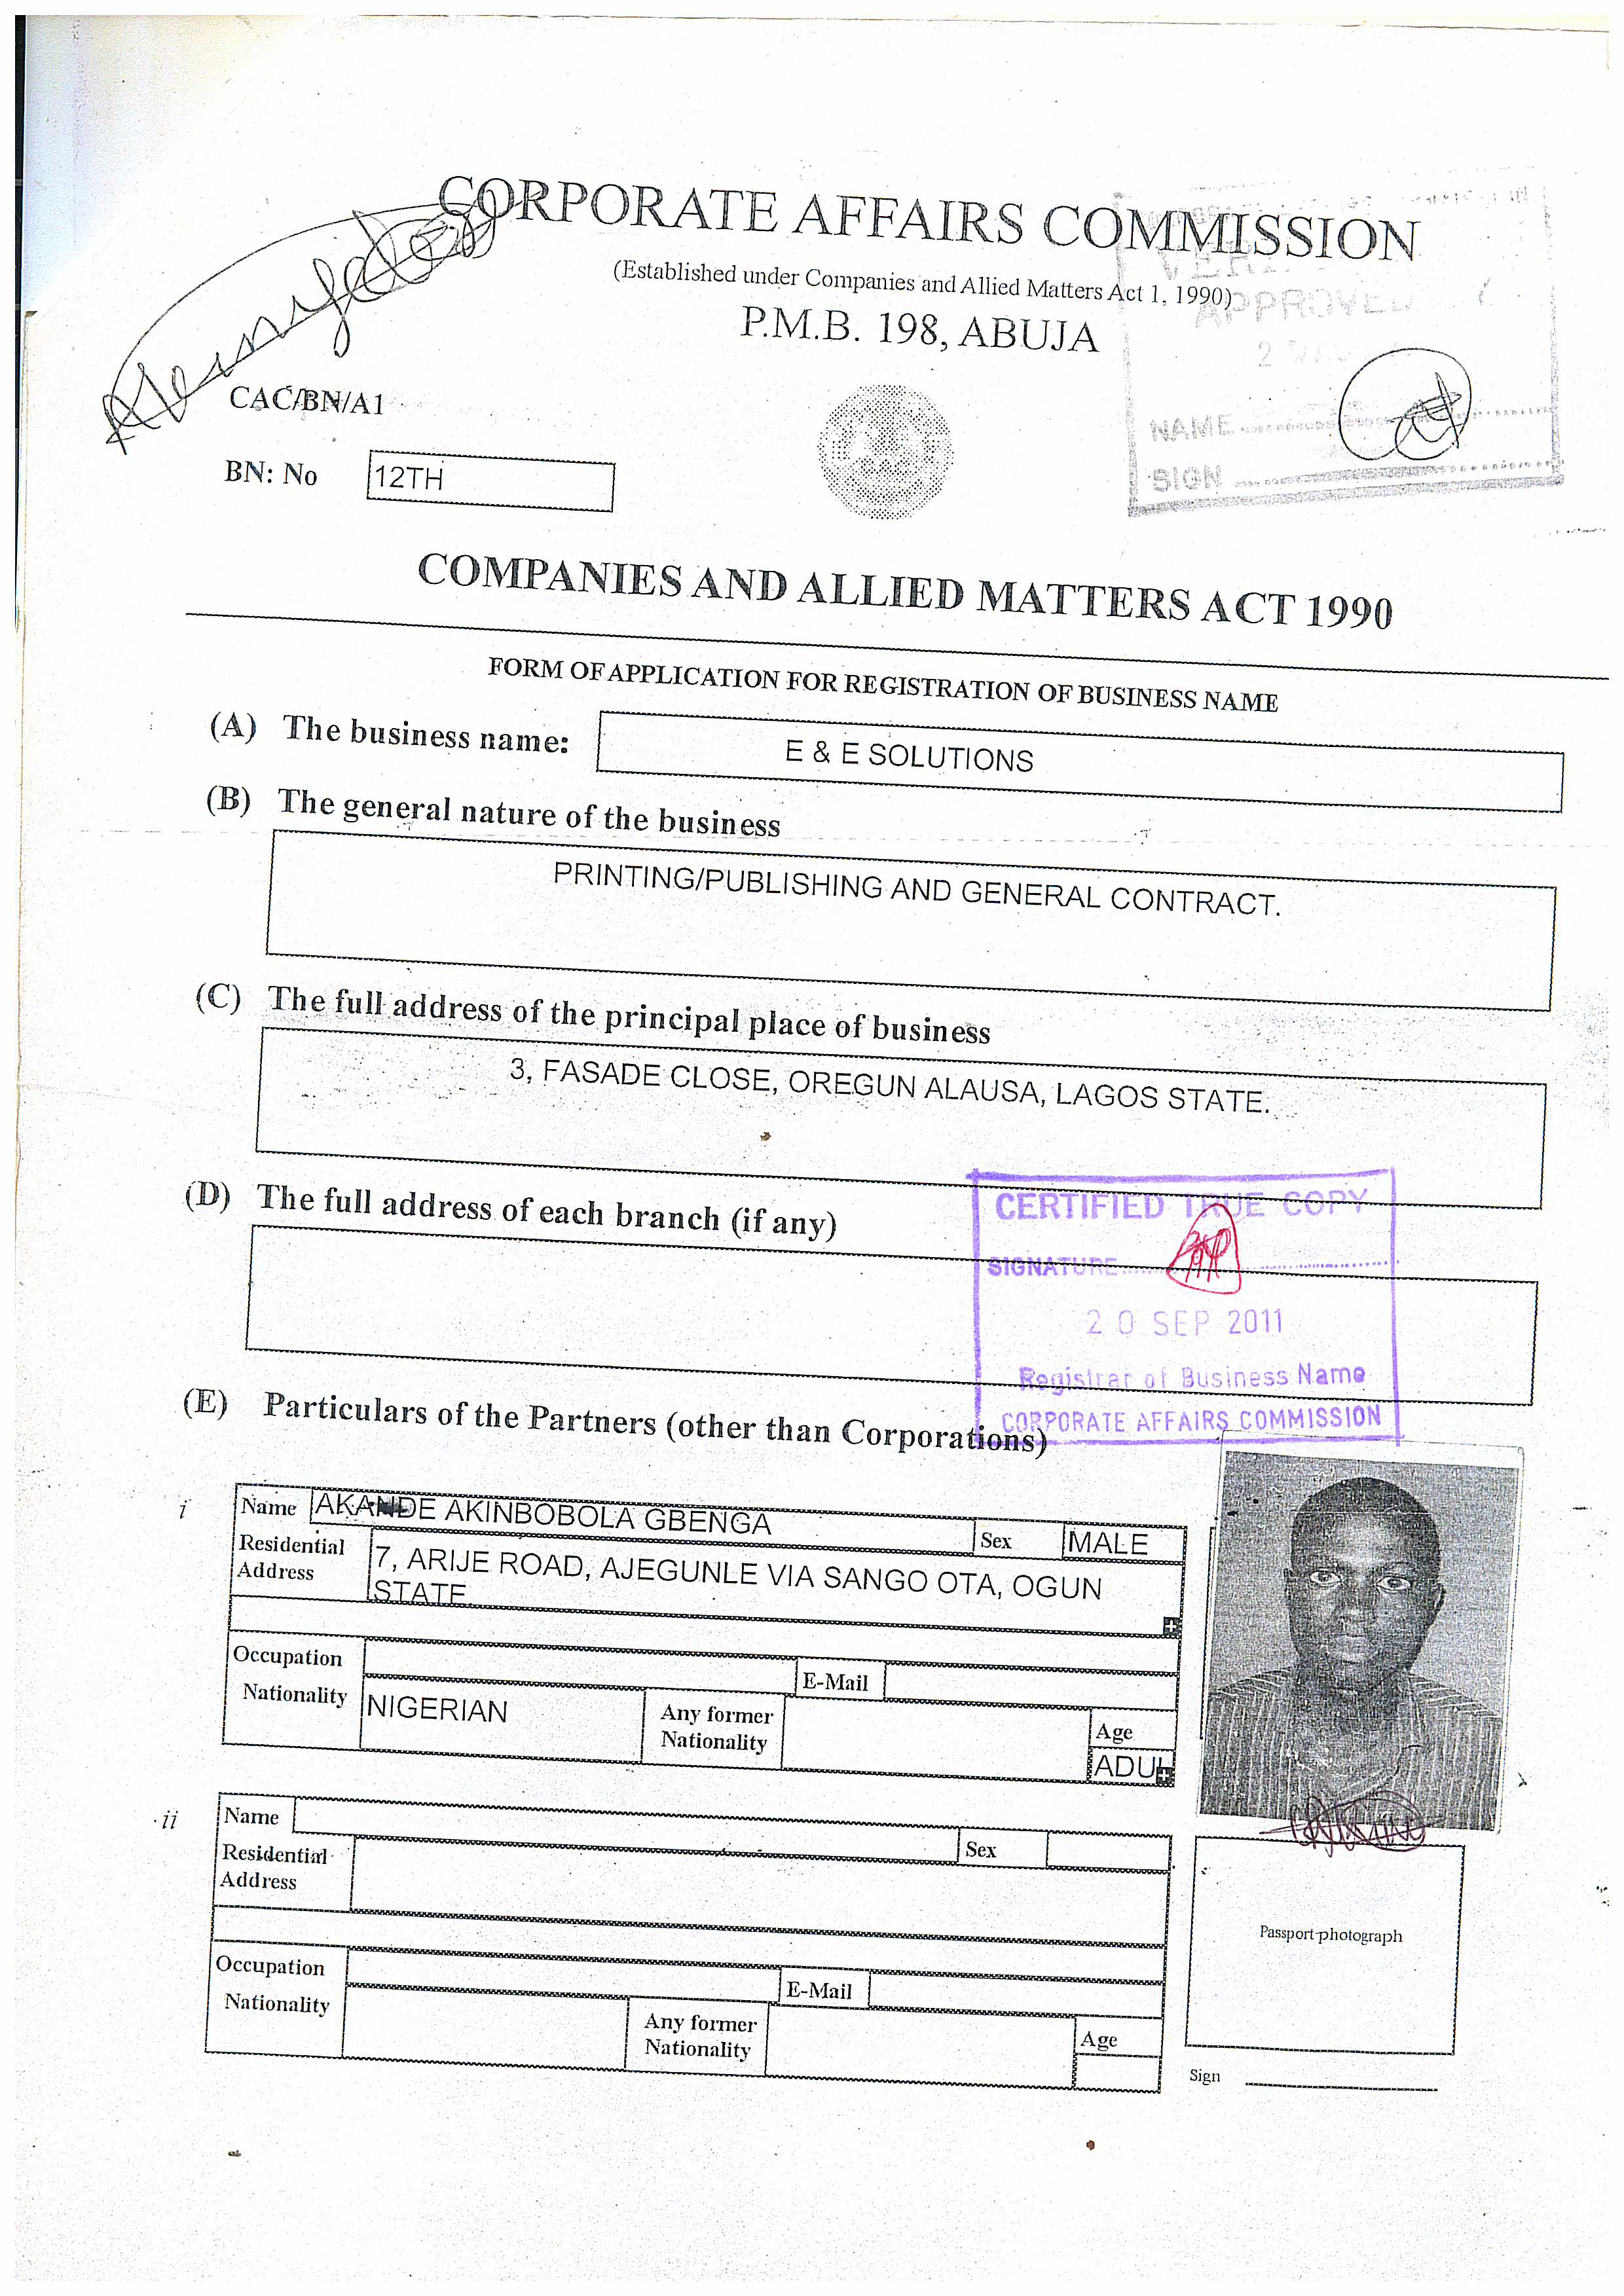 CORPORATE AFFAIRS COMMISSION
(Established under Companies and Allied Matters Act 1, 1990)
P.M.B. 198, ABUJA
APPROVED
CAC/BN/A1
NAME
SIGN
BN: No 12TH
COMPANIES AND ALLIED MATTERS ACT 1990
FORM OF APPLICATION FOR REGISTRATION OF BUSINESS NAME
(A) The business name: E & E SOLUTIONS
(B) The general nature of the business
PRINTING/PUBLISHING AND GENERAL CONTRACT.
(C) The full address of the principal place of business
3, FASADE CLOSE, OREGUN ALAUSA, LAGOS STATE.
(D) The full address of each branch (if any)
CERTIFIED TRUE COPY
SIGNATURE
20 SEP 2011
Registrar of Business Name
CORPORATE AFFAIRS COMMISSION
(E) Particulars of the Partners (other than Corporations)
i Name AKANDE AKINBOBOLA GBENGA Sex MALE
Residential Address 7, ARIJE ROAD, AJEGUNLE VIA SANGO OTA, OGUN
STATE
Occupation E-Mail
Nationality NIGERIAN Any former Nationality Age
ADUL
ii Name Sex
Residential Address
Passport photograph
Occupation E-Mail
Nationality Any former Nationality Age
Sign